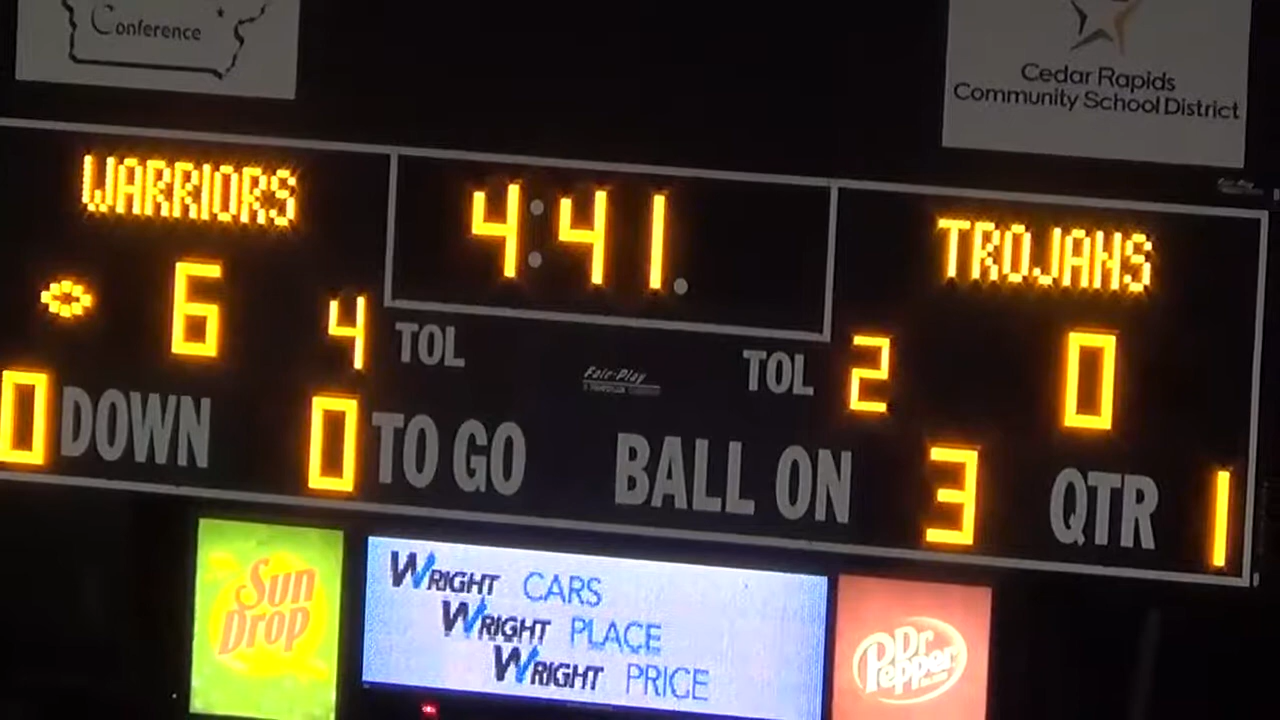 Conference
Cedar Rapids
Community School District
WARRIORS
4:41
TROJANS
6
4
TOL
Fair-Play
TOL
2
0
0 DOWN
0 TO GO
BALL ON 3
QTR 1
Sun
Drop
WRIGHT CARS
WRIGHT PLACE
WRIGHT PRICE
Dr
Pepper